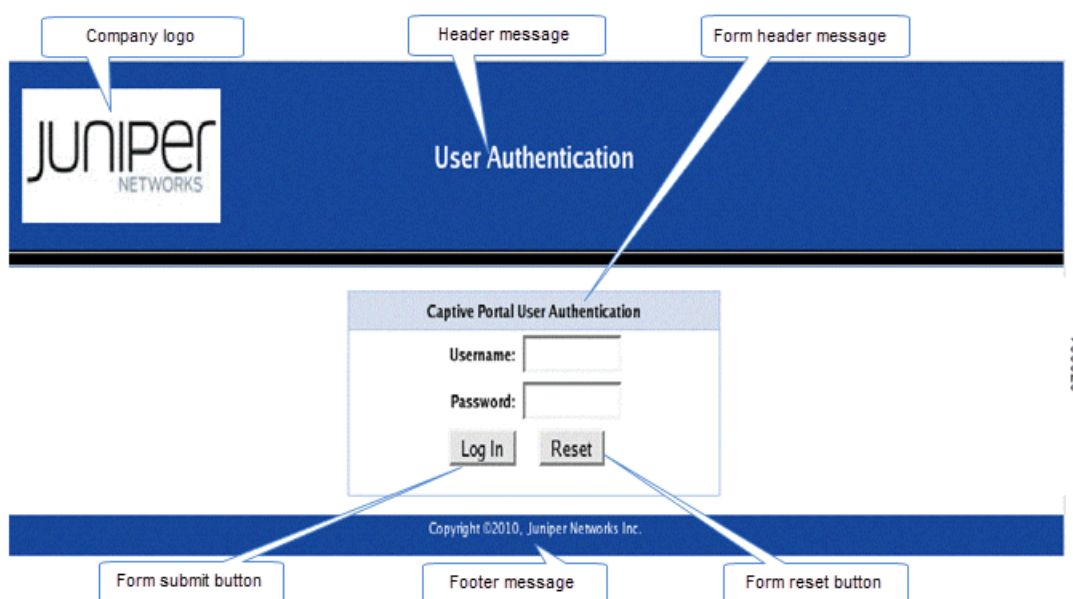 Company logo
Header message
Form header message
JUNIPER
NETWORKS
User Authentication
Captive Portal User Authentication
Username:
Password:
Log In
Reset
Copyright ©2010, Juniper Networks Inc.
Form submit button
Footer message
Form reset button